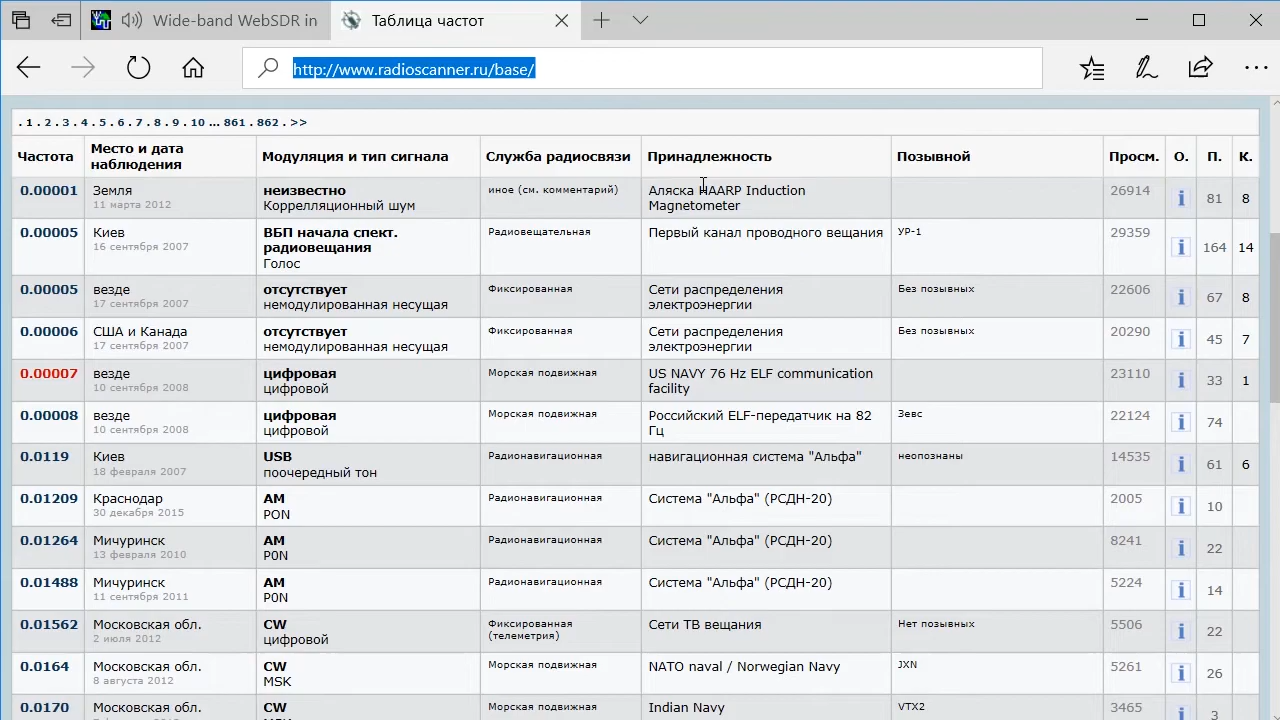 Wide-band WebSDR in
Таблица частот
http://www.radioscanner.ru/base/
. 1 . 2 . 3 . 4 . 5 . 6 . 7 . 8 . 9 . 10 ... 861 . 862 . >>
Частота Место и дата наблюдения Модуляция и тип сигнала Служба радиосвязи Принадлежность Позывной Просм. О. П. К.
0.00001 Земля неизвестно иное (см. комментарий) Аляска HAARP Induction 26914 i 81 8
11 марта 2012 Коррелляционный шум Magnetometer
0.00005 Киев ВБП начала спект. Радиовещательная Первый канал проводного вещания УР-1 29359 i 164 14
16 сентября 2007 радиовещания
Голос
0.00005 везде отсутствует Фиксированная Сети распределения Без позывных 22606 i 67 8
17 сентября 2007 немодулированная несущая электроэнергии
0.00006 США и Канада отсутствует Фиксированная Сети распределения Без позывных 20290 i 45 7
17 сентября 2007 немодулированная несущая электроэнергии
0.00007 везде цифровая Морская подвижная US NAVY 76 Hz ELF communication 23110 i 33 1
10 сентября 2008 цифровой facility
0.00008 везде цифровая Морская подвижная Российский ELF-передатчик на 82 Зевс 22124 i 74
10 сентября 2008 цифровой Гц
0.0119 Киев USB Радионавигационная навигационная система "Альфа" неопознаны 14535 i 61 6
18 февраля 2007 поочередный тон
0.01209 Краснодар AM Радионавигационная Система "Альфа" (РСДН-20) 2005 i 10
30 декабря 2015 PON
0.01264 Мичуринск AM Радионавигационная Система "Альфа" (РСДН-20) 8241 i 22
13 февраля 2010 P0N
0.01488 Мичуринск AM Радионавигационная Система "Альфа" (РСДН-20) 5224 i 14
11 сентября 2011 P0N
0.01562 Московская обл. CW Фиксированная Сети ТВ вещания Нет позывных 5506 i 22
2 июля 2012 цифровой (телеметрия)
0.0164 Московская обл. CW Морская подвижная NATO naval / Norwegian Navy JXN 5261 i 26
8 августа 2012 MSK
0.0170 Московская обл. CW Морская подвижная Indian Navy VTX2 3465 i 3